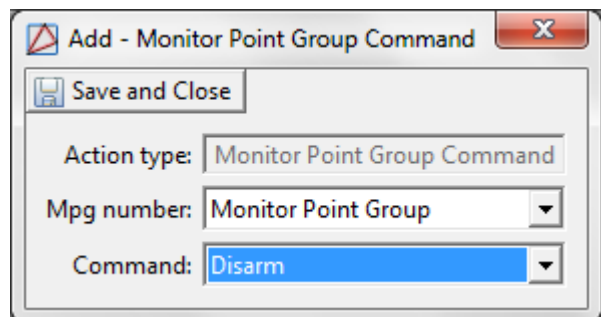 Add - Monitor Point Group Command
Save and Close
Action type: Monitor Point Group Command
Mpg number: Monitor Point Group
Command: Disarm